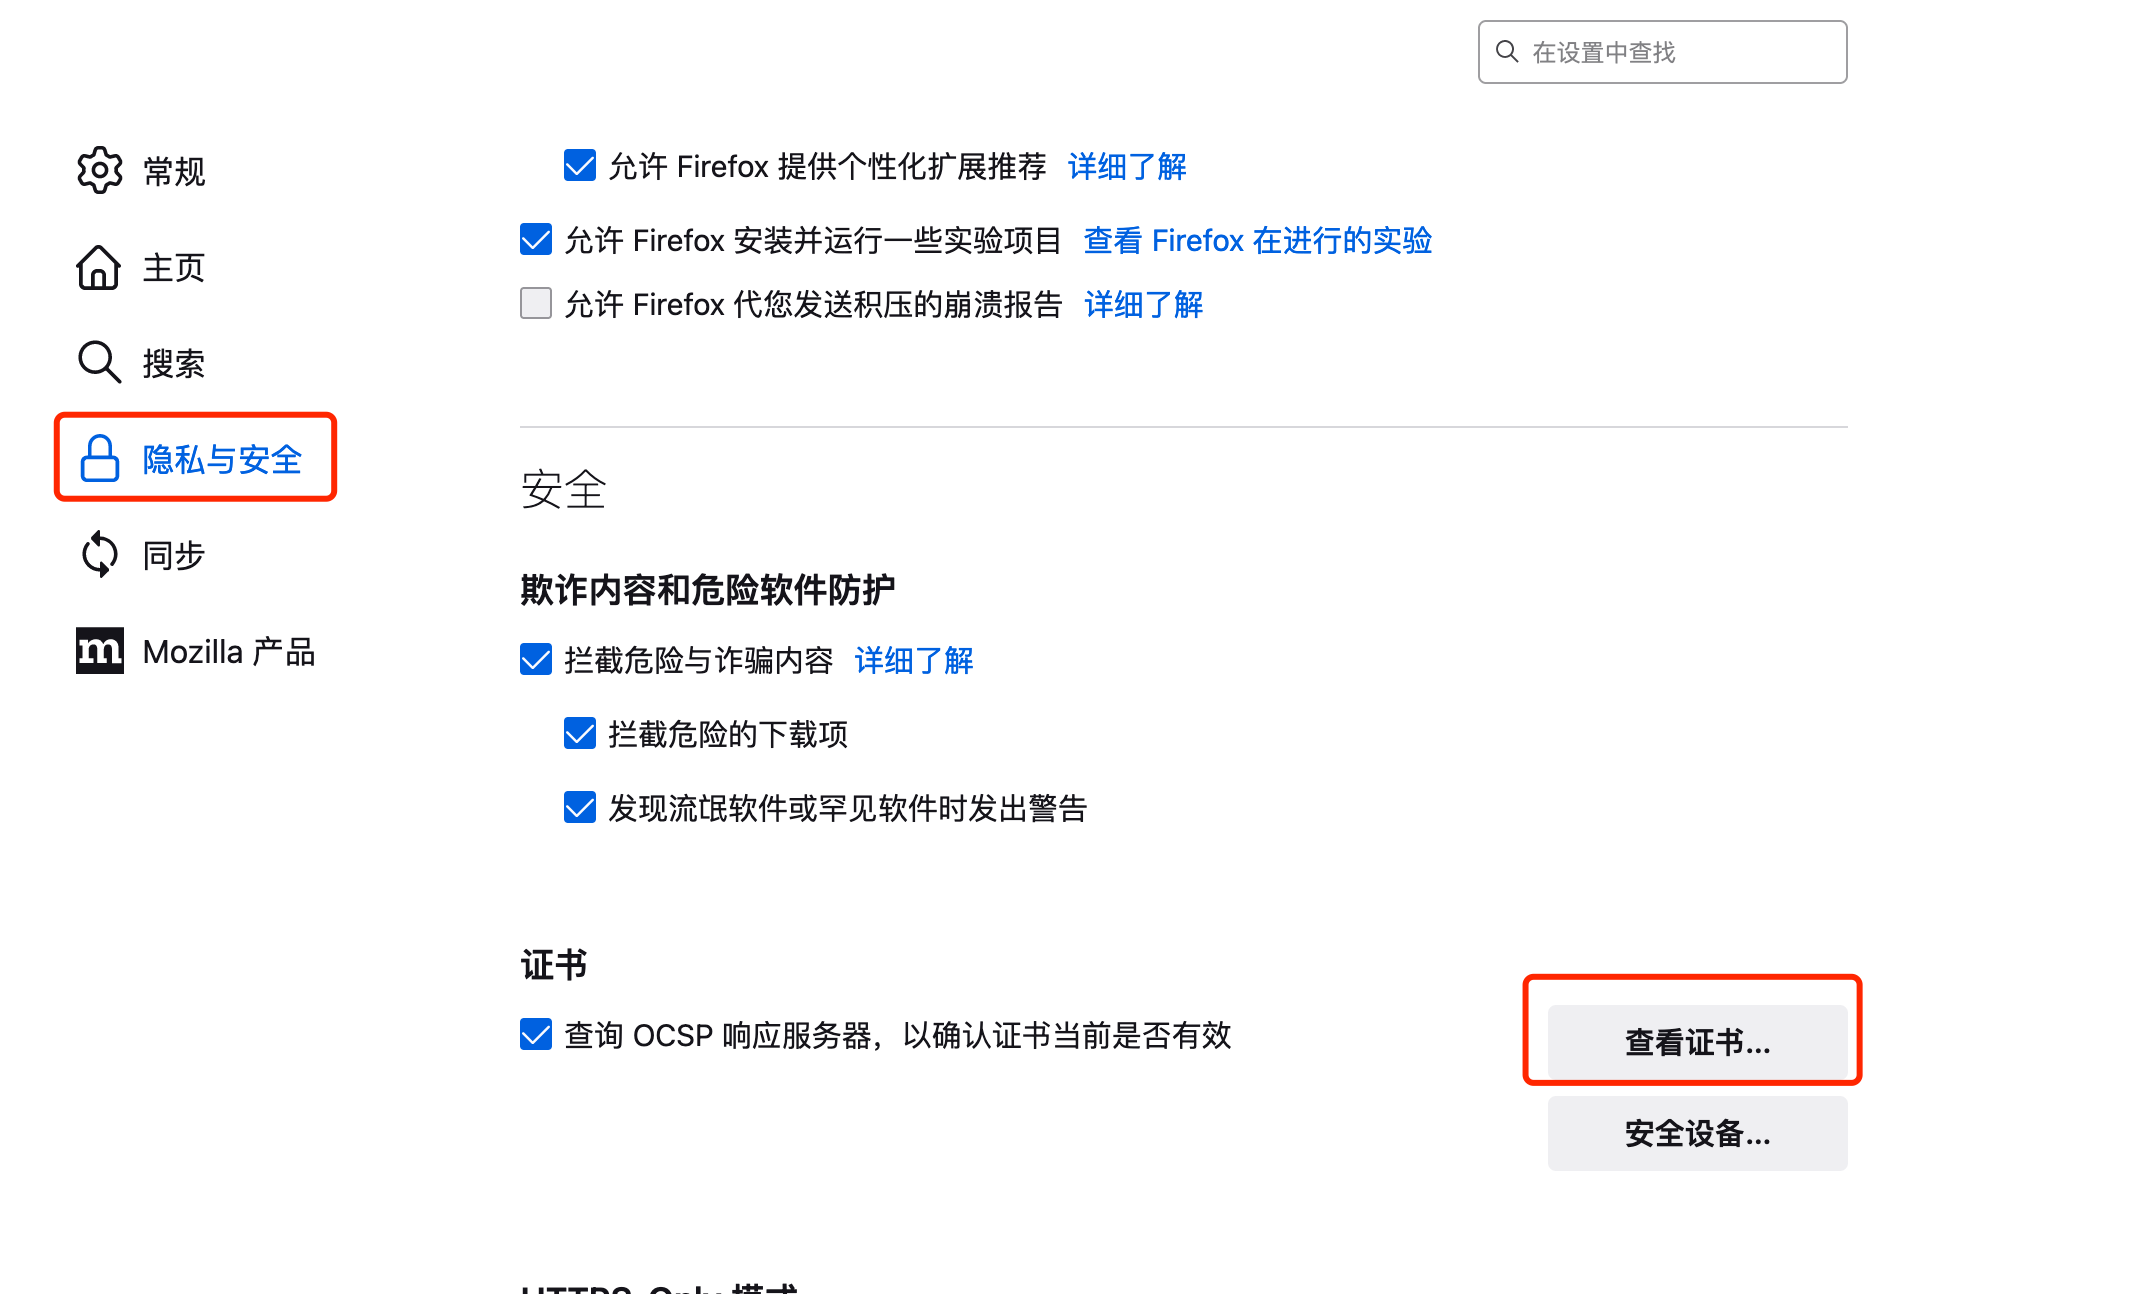 在设置中查找
常规
主页
搜索
隐私与安全
同步
Mozilla 产品
允许 Firefox 提供个性化扩展推荐 详细了解
允许 Firefox 安装并运行一些实验项目 查看 Firefox 在进行的实验
允许 Firefox 代您发送积压的崩溃报告 详细了解
安全
欺诈内容和危险软件防护
拦截危险与诈骗内容 详细了解
拦截危险的下载项
发现流氓软件或罕见软件时发出警告
证书
查询 OCSP 响应服务器，以确认证书当前是否有效
查看证书...
安全设备...
HTTPS-Only 模式